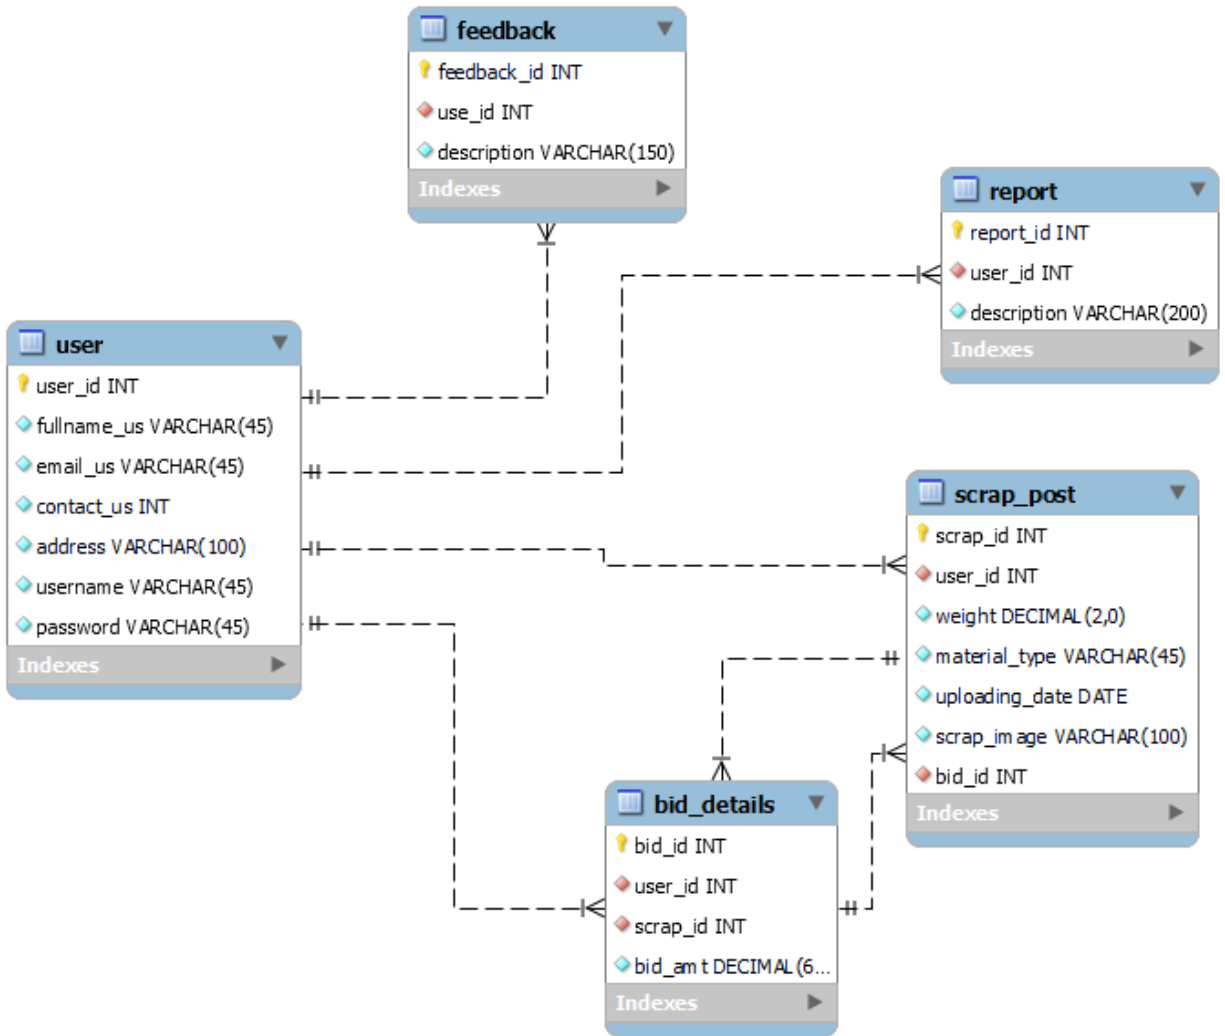 feedback
feedback_id INT
use_id INT
description VARCHAR(150)
Indexes
report
report_id INT
user_id INT
description VARCHAR(200)
Indexes
user
user_id INT
fullname_us VARCHAR(45)
email_us VARCHAR(45)
contact_us INT
address VARCHAR(100)
username VARCHAR(45)
password VARCHAR(45)
Indexes
scrap_post
scrap_id INT
user_id INT
weight DECIMAL(2,0)
material_type VARCHAR(45)
uploading_date DATE
scrap_image VARCHAR(100)
bid_id INT
Indexes
bid_details
bid_id INT
user_id INT
scrap_id INT
bid_amt DECIMAL(6...
Indexes